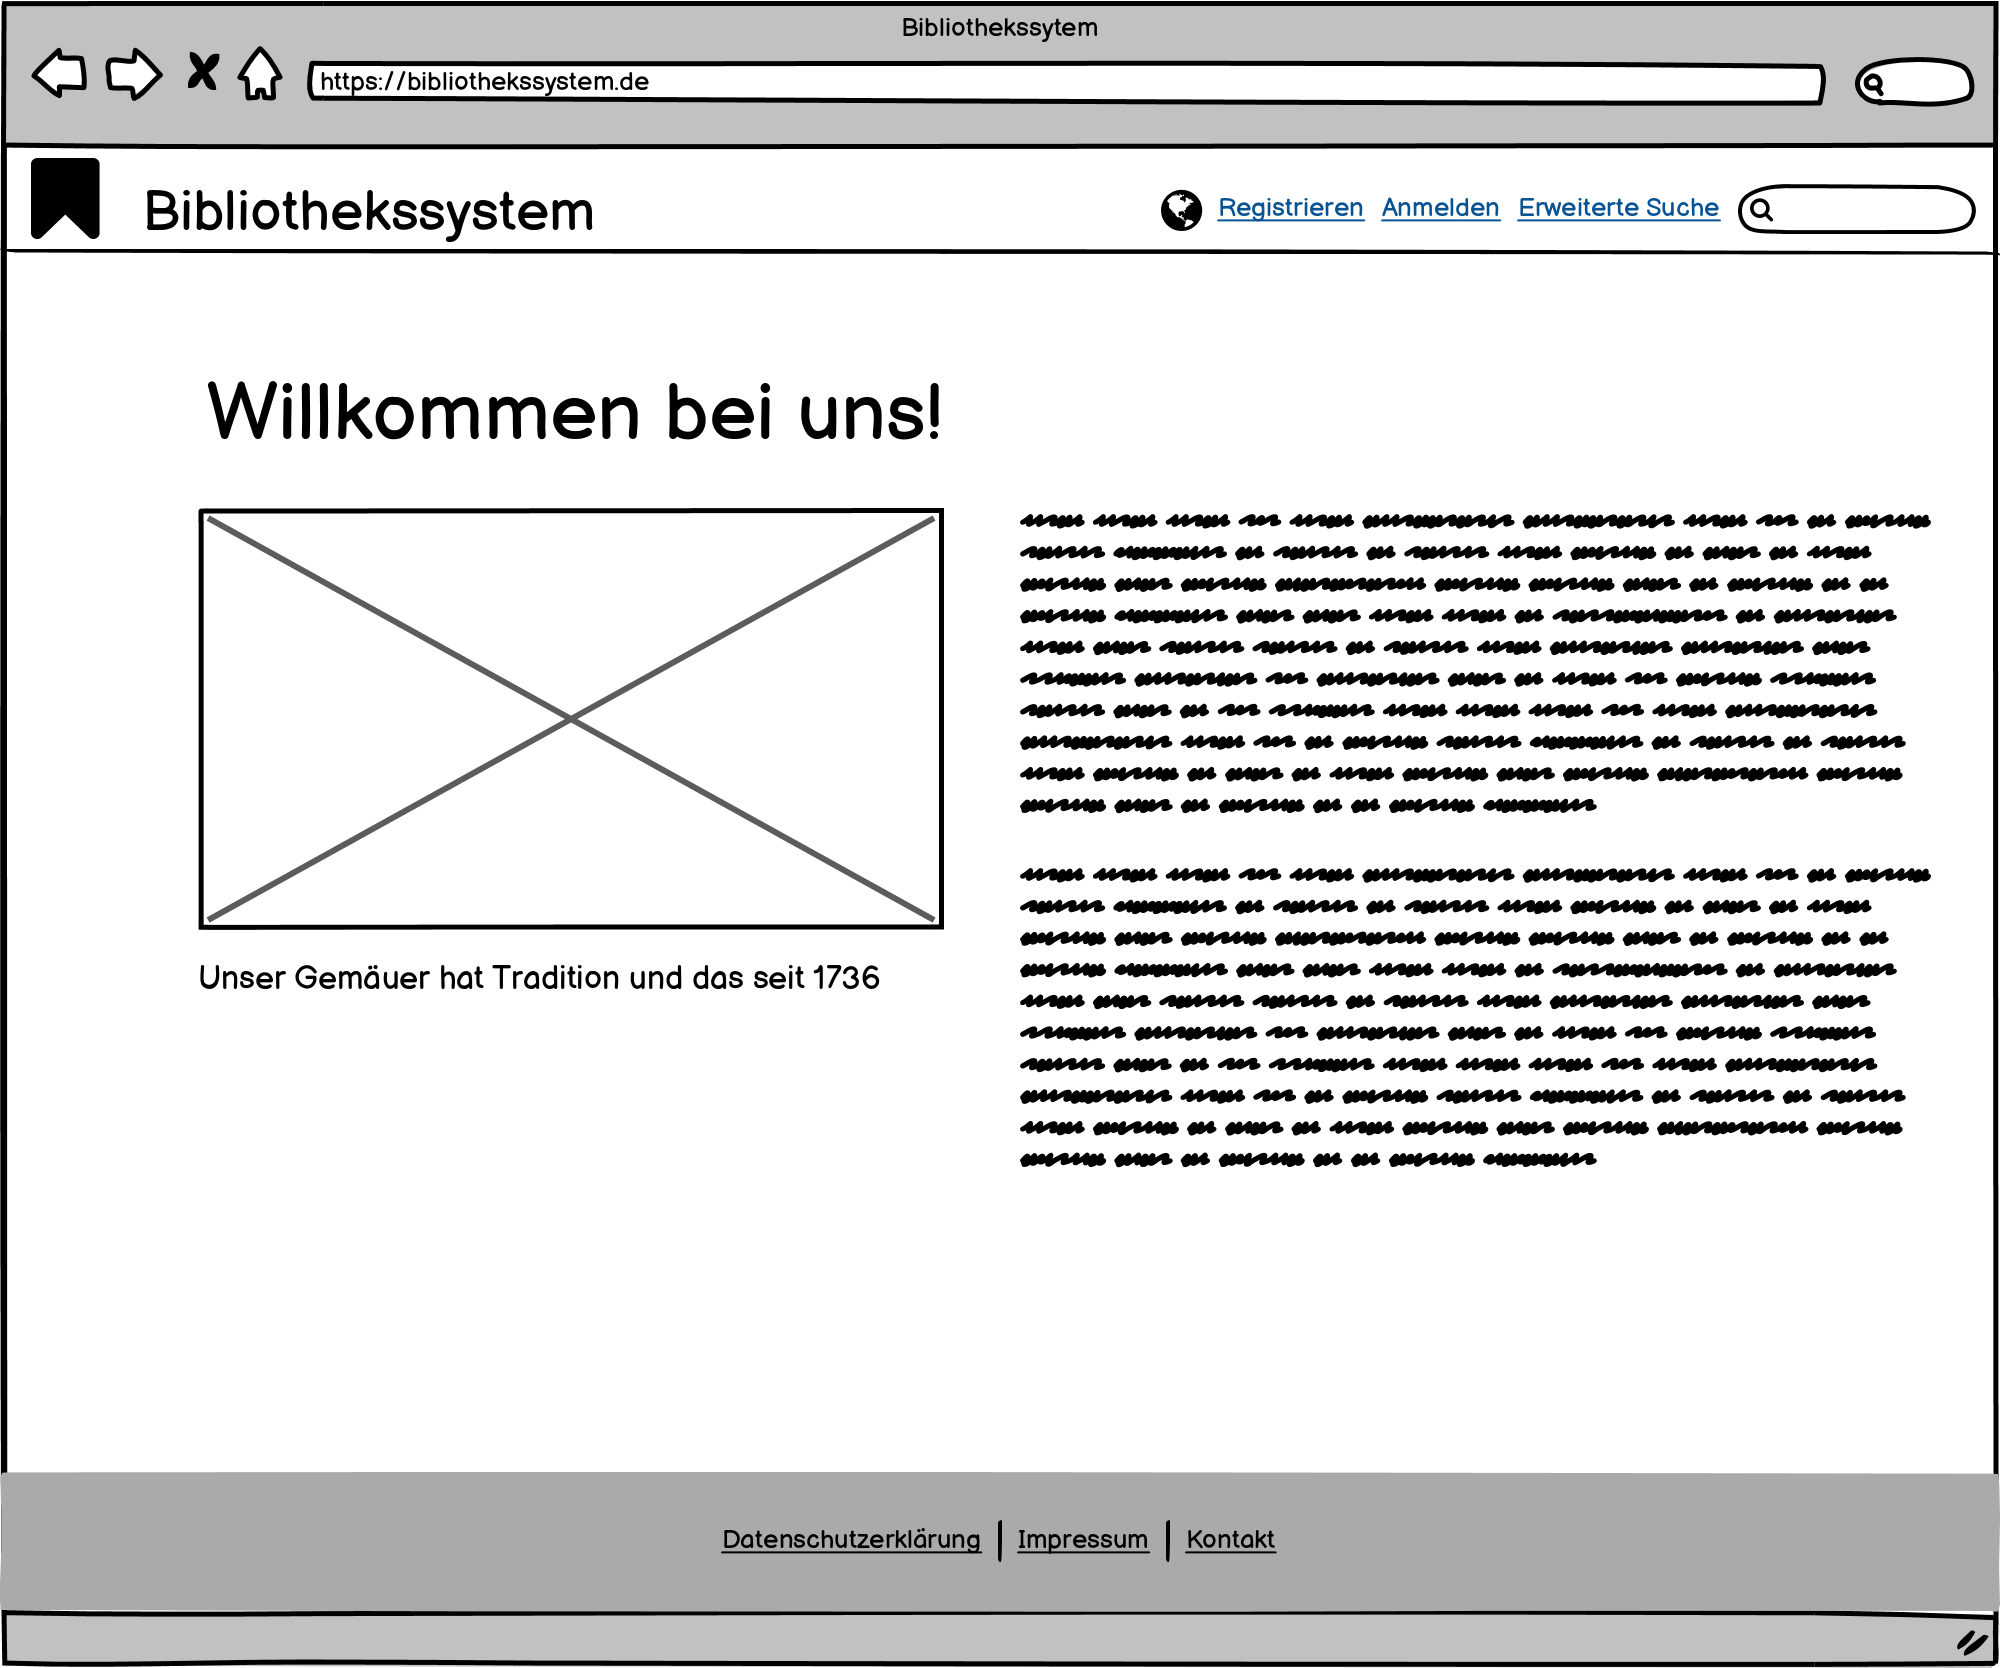 Bibliothekssytem
https://bibliothekssystem.de
Bibliothekssystem
Registrieren Anmelden Erweiterte Suche
Willkommen bei uns!
Unser Gemäuer hat Tradition und das seit 1736
Datenschutzerklärung | Impressum | Kontakt